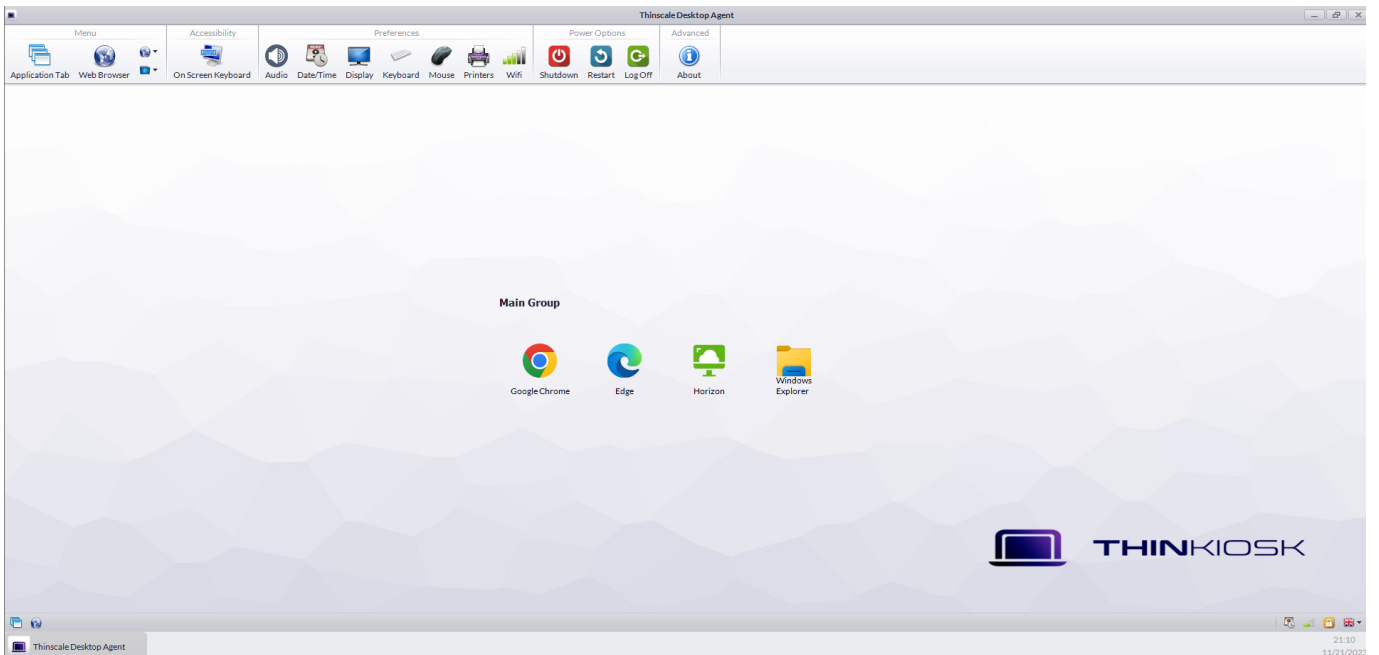 Thinscale Desktop Agent
Menu
Accessibility
Preferences
Power Options
Advanced
Application Tab
Web Browser
On Screen Keyboard
Audio
Date/Time
Display
Keyboard
Mouse
Printers
Wifi
Shutdown
Restart
Log Off
About
Main Group
Google Chrome
Edge
Horizon
Windows
Explorer
THINKIOSK
Thinscale Desktop Agent
21:10